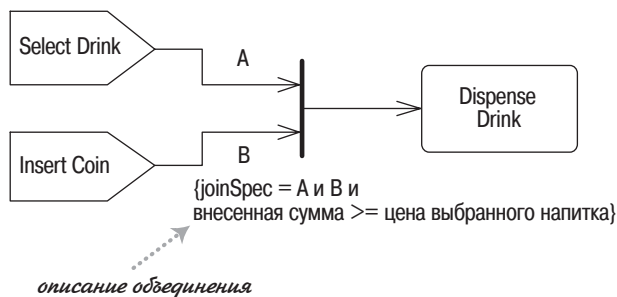 Select Drink
A
Dispense
Drink
Insert Coin
B
{joinSpec = А и В и
внесенная сумма >= цена выбранного напитка}
описание объединения